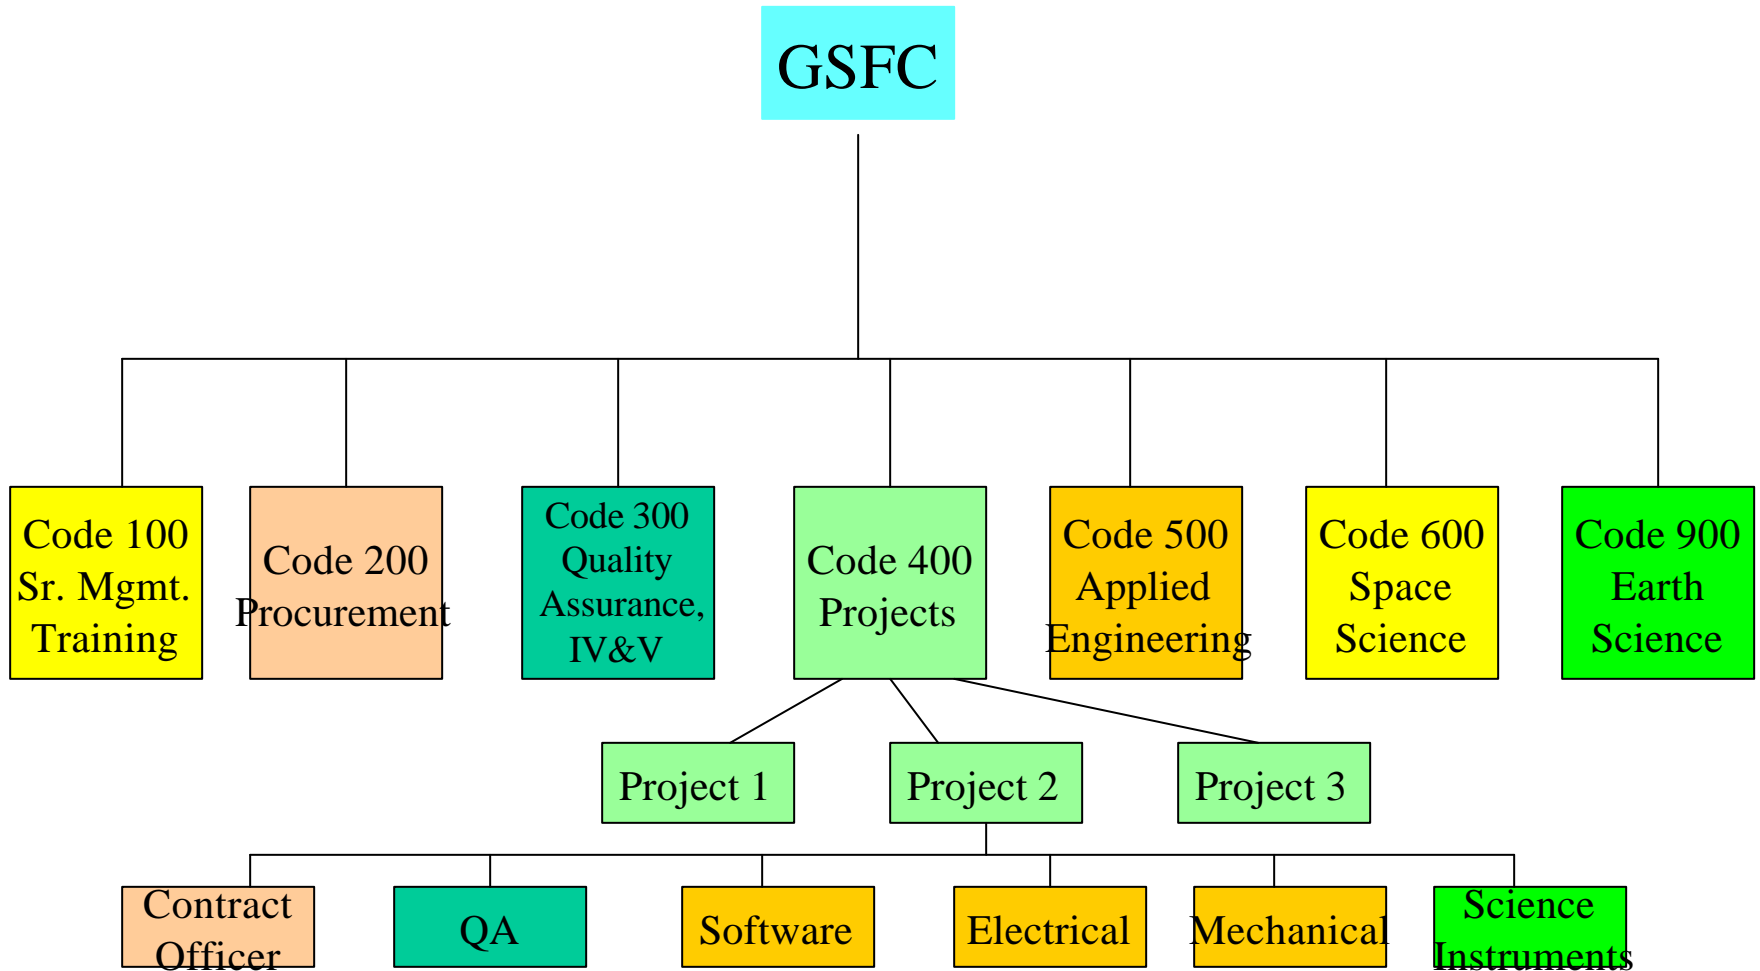 GSFC
Code 100
Sr. Mgmt.
Training
Code 200
Procurement
Code 300
Quality
Assurance,
IV&V
Code 400
Projects
Code 500
Applied
Engineering
Code 600
Space
Science
Code 900
Earth
Science
Project 1
Project 2
Project 3
Contract
Officer
QA
Software
Electrical
Mechanical
Science
Instruments